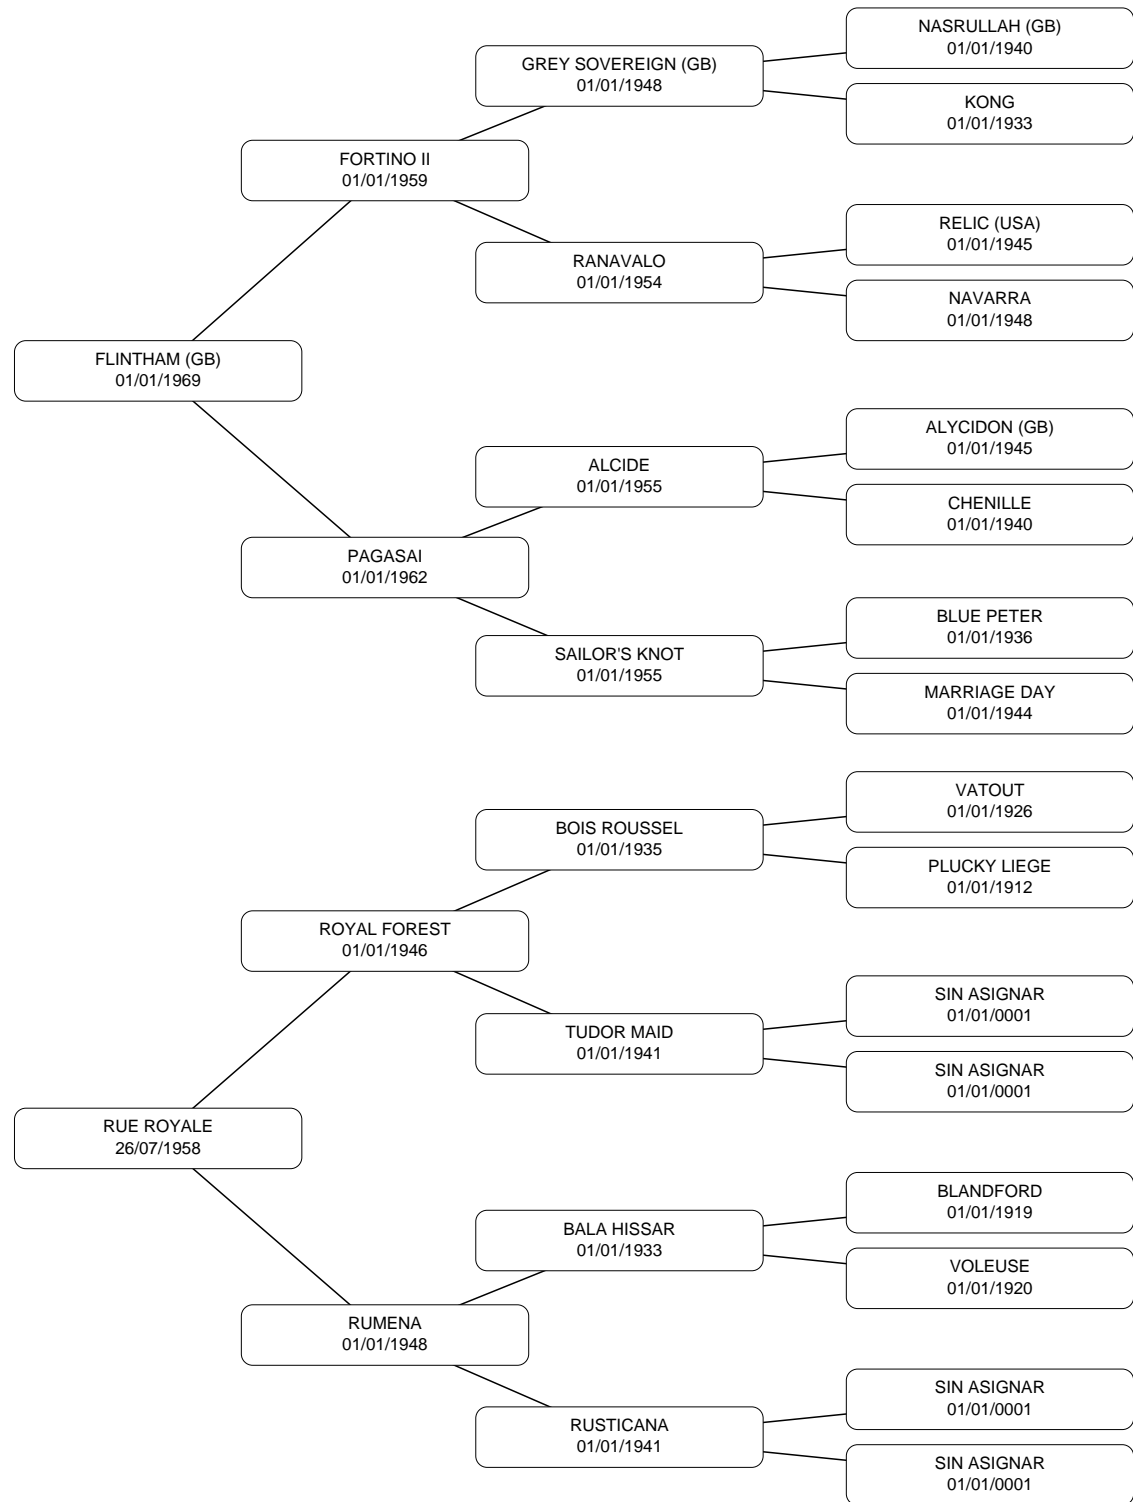 NASRULLAH (GB)
01/01/1940
GREY SOVEREIGN (GB)
01/01/1948
KONG
01/01/1933
FORTINO II
01/01/1959
RELIC (USA)
01/01/1945
RANAVALO
01/01/1954
NAVARRA
01/01/1948
FLINTHAM (GB)
01/01/1969
ALYCIDON (GB)
01/01/1945
ALCIDE
01/01/1955
CHENILLE
01/01/1940
PAGASAI
01/01/1962
BLUE PETER
01/01/1936
SAILOR'S KNOT
01/01/1955
MARRIAGE DAY
01/01/1944
VATOUT
01/01/1926
BOIS ROUSSEL
01/01/1935
PLUCKY LIEGE
01/01/1912
ROYAL FOREST
01/01/1946
SIN ASIGNAR
01/01/0001
TUDOR MAID
01/01/1941
SIN ASIGNAR
01/01/0001
RUE ROYALE
26/07/1958
BLANDFORD
01/01/1919
BALA HISSAR
01/01/1933
VOLEUSE
01/01/1920
RUMENA
01/01/1948
SIN ASIGNAR
01/01/0001
RUSTICANA
01/01/1941
SIN ASIGNAR
01/01/0001